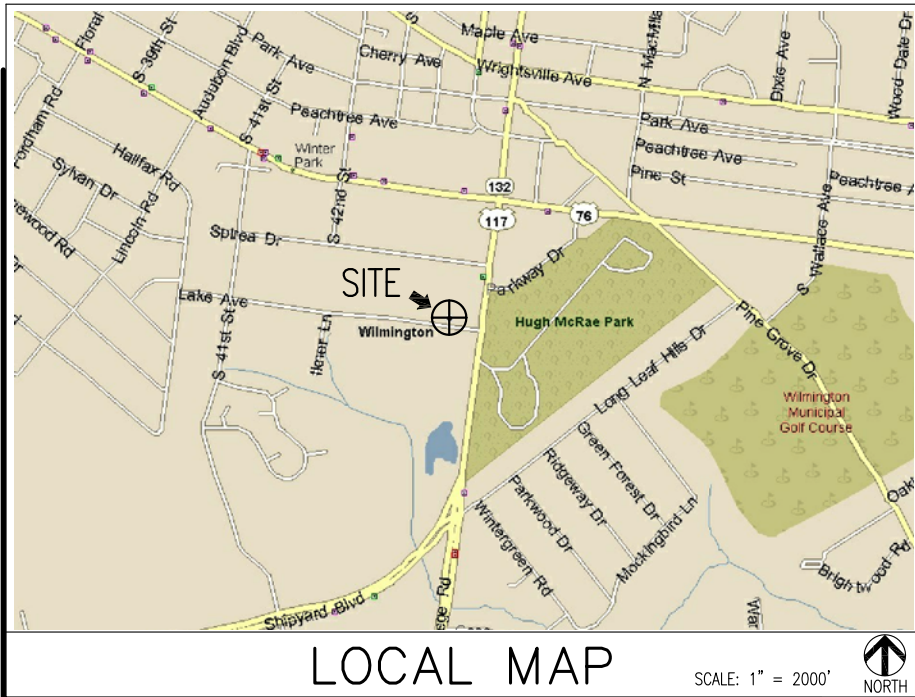 Floral
S 39th St
Audubon Blvd
S 41st St
Park Ave
Cherry Ave
Maple Ave
Wrightsville Ave
Dixie Ave
Wood Dale Dr
Fordham Rd
Peachtree Ave
Park Ave
Winter
Park
Halifax Rd
Sylvan Dr
Lincoln Rd
S 42nd St
Peachtree Ave
Pine St
Peachtree
132
117
76
S Wallace Ave
Spirea Dr
Parkway Dr
SITE
Lake Ave
Wilmington
Hugh McRae Park
S 41st St
Long Leaf Hills Dr
Pine Grove Dr
Wilmington
Municipal
Golf Course
Green Forest Dr
Ridgeway Dr
Parkwood Dr
Wintergreen Rd
Mockingbird Ln
Brightwood Rd
Shipyard Blvd
LOCAL MAP
SCALE: 1" = 2000'
NORTH